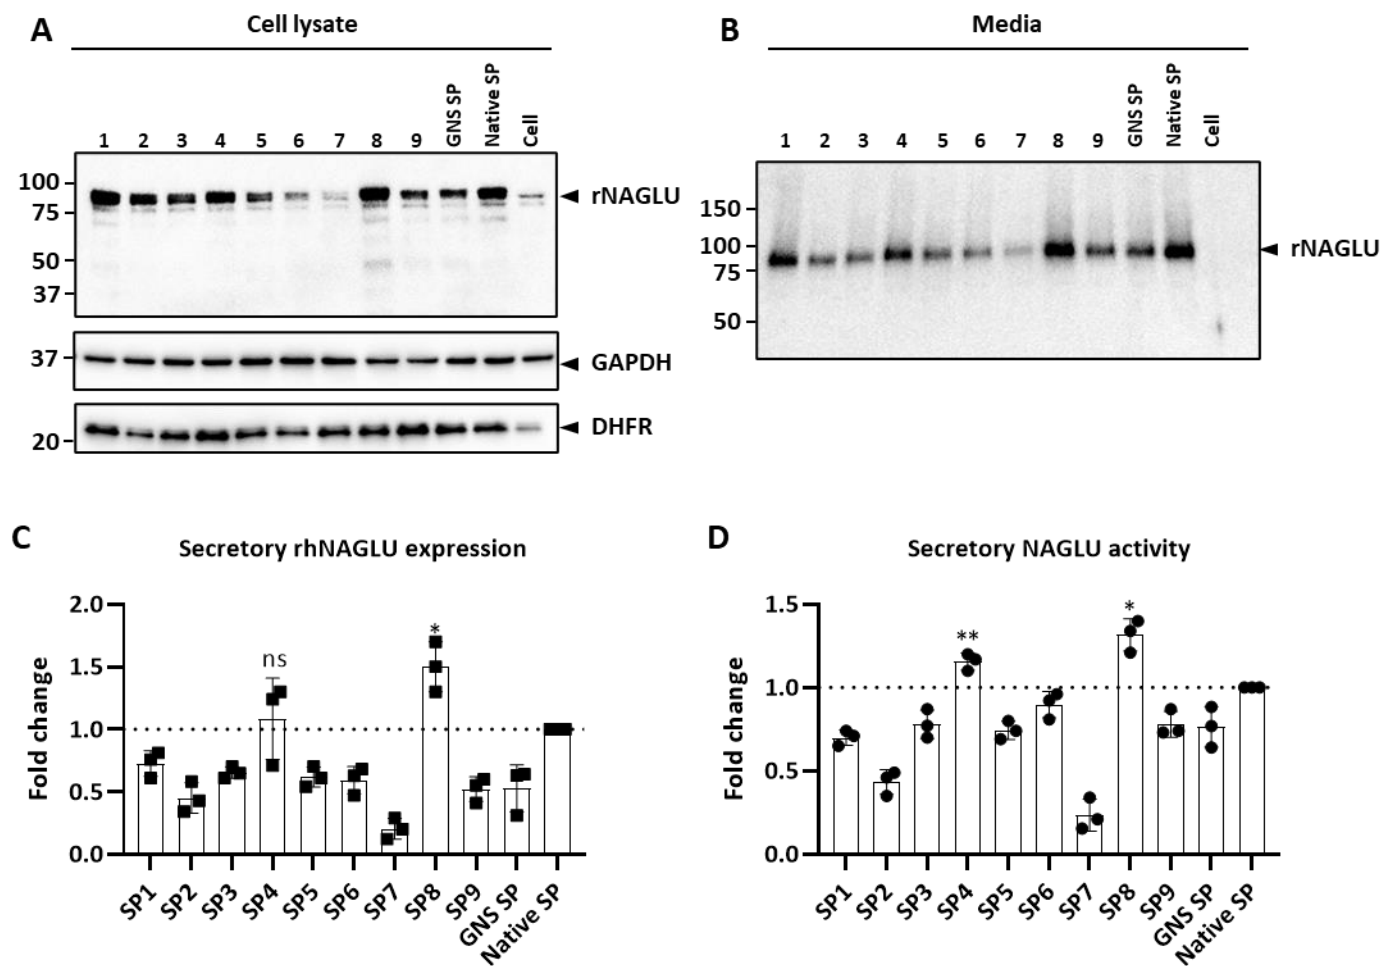 A
Cell lysate
1 2 3 4 5 6 7 8 9 GNS SP Native SP Cell
100
75
50
37
rNAGLU
37
GAPDH
20
DHFR
B
Media
1 2 3 4 5 6 7 8 9 GNS SP Native SP Cell
150
100
75
50
rNAGLU
C
Secretory rhNAGLU expression
Fold change
2.0
1.5
1.0
0.5
0.0
ns
*
SP1 SP2 SP3 SP4 SP5 SP6 SP7 SP8 SP9 GNS SP Native SP
D
Secretory NAGLU activity
Fold change
1.5
1.0
0.5
0.0
**
*
SP1 SP2 SP3 SP4 SP5 SP6 SP7 SP8 SP9 GNS SP Native SP